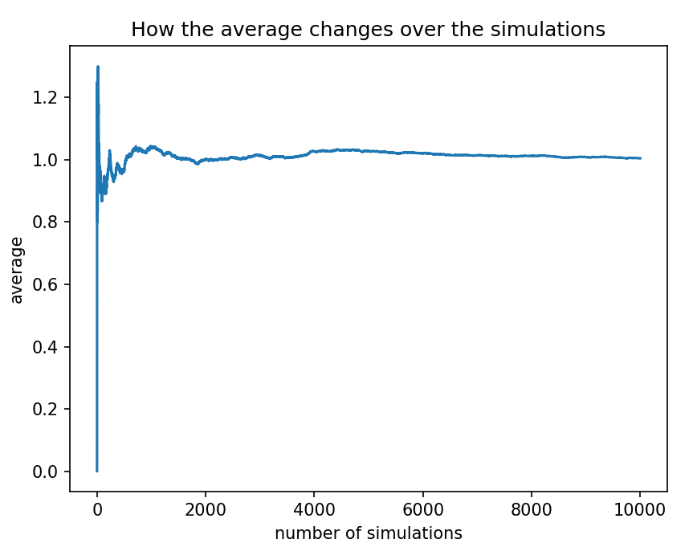 How the average changes over the simulations
1.2
1.0
0.8
0.6
0.4
0.2
0.0
average
0 2000 4000 6000 8000 10000
number of simulations